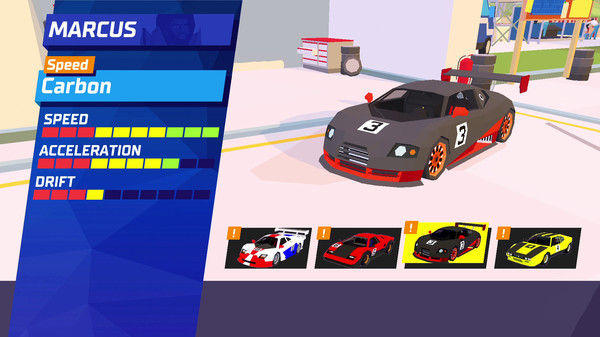 MARCUS
Speed
Carbon
SPEED
ACCELERATION
DRIFT
3
3
!
!
!
!